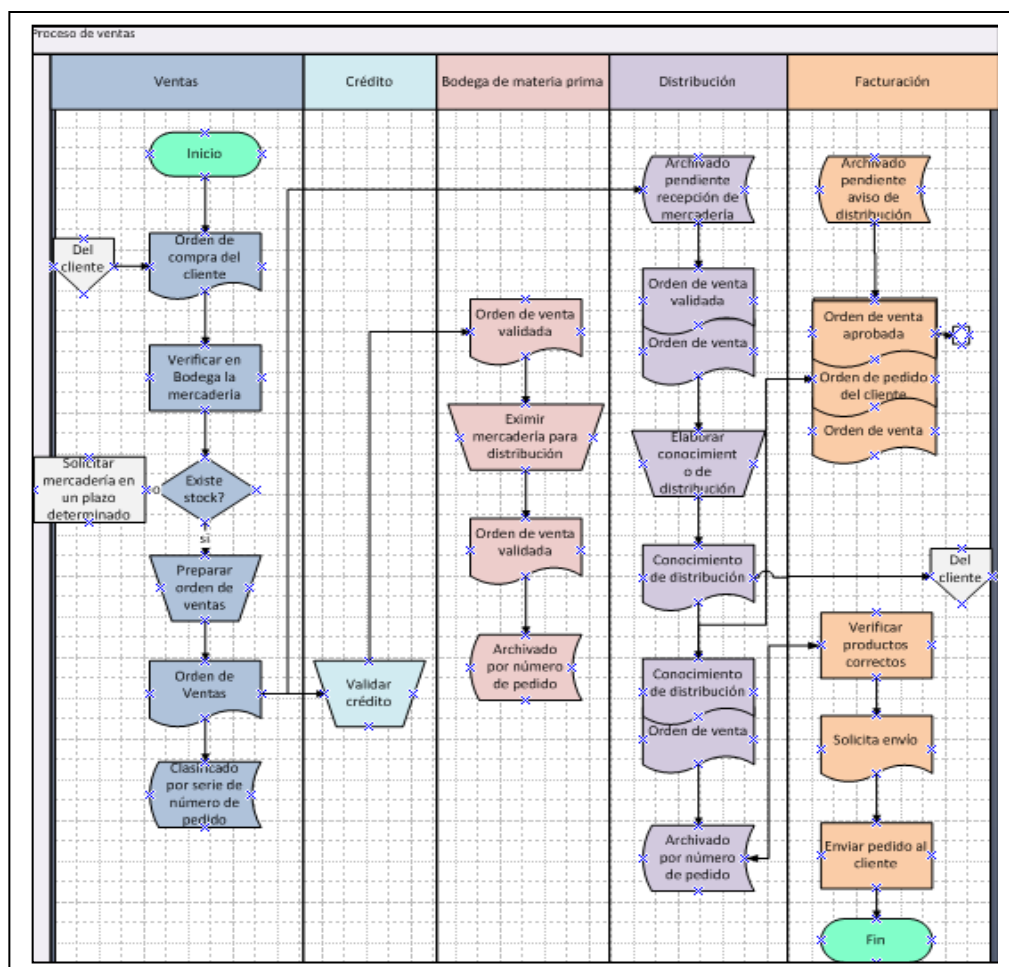 Proceso de ventas
Ventas
Crédito
Bodega de materia prima
Distribución
Facturación
Inicio
Del
cliente
Orden de
compra del
cliente
Verificar en
Bodega la
mercadería
Existe
stock?
o
Solicitar
mercadería en
un plazo
determinado
si
Preparar
orden de
ventas
Orden de
Ventas
Clasificado
por serie de
número de
pedido
Validar
crédito
Orden de venta
validada
Eximir
mercadería para
distribución
Orden de venta
validada
Archivado
por número
de pedido
Archivado
pendiente
recepción de
mercadería
Orden de venta
validada
Orden de venta
Elaborar
conocimient
o de
distribución
Conocimiento
de distribución
Conocimiento
de distribución
Orden de venta
Archivado
por número
de pedido
Archivado
pendiente
aviso de
distribución
Orden de venta
aprobada
Orden de pedido
del cliente
Orden de venta
Del
cliente
Verificar
productos
correctos
Solicita envío
Enviar pedido al
cliente
Fin